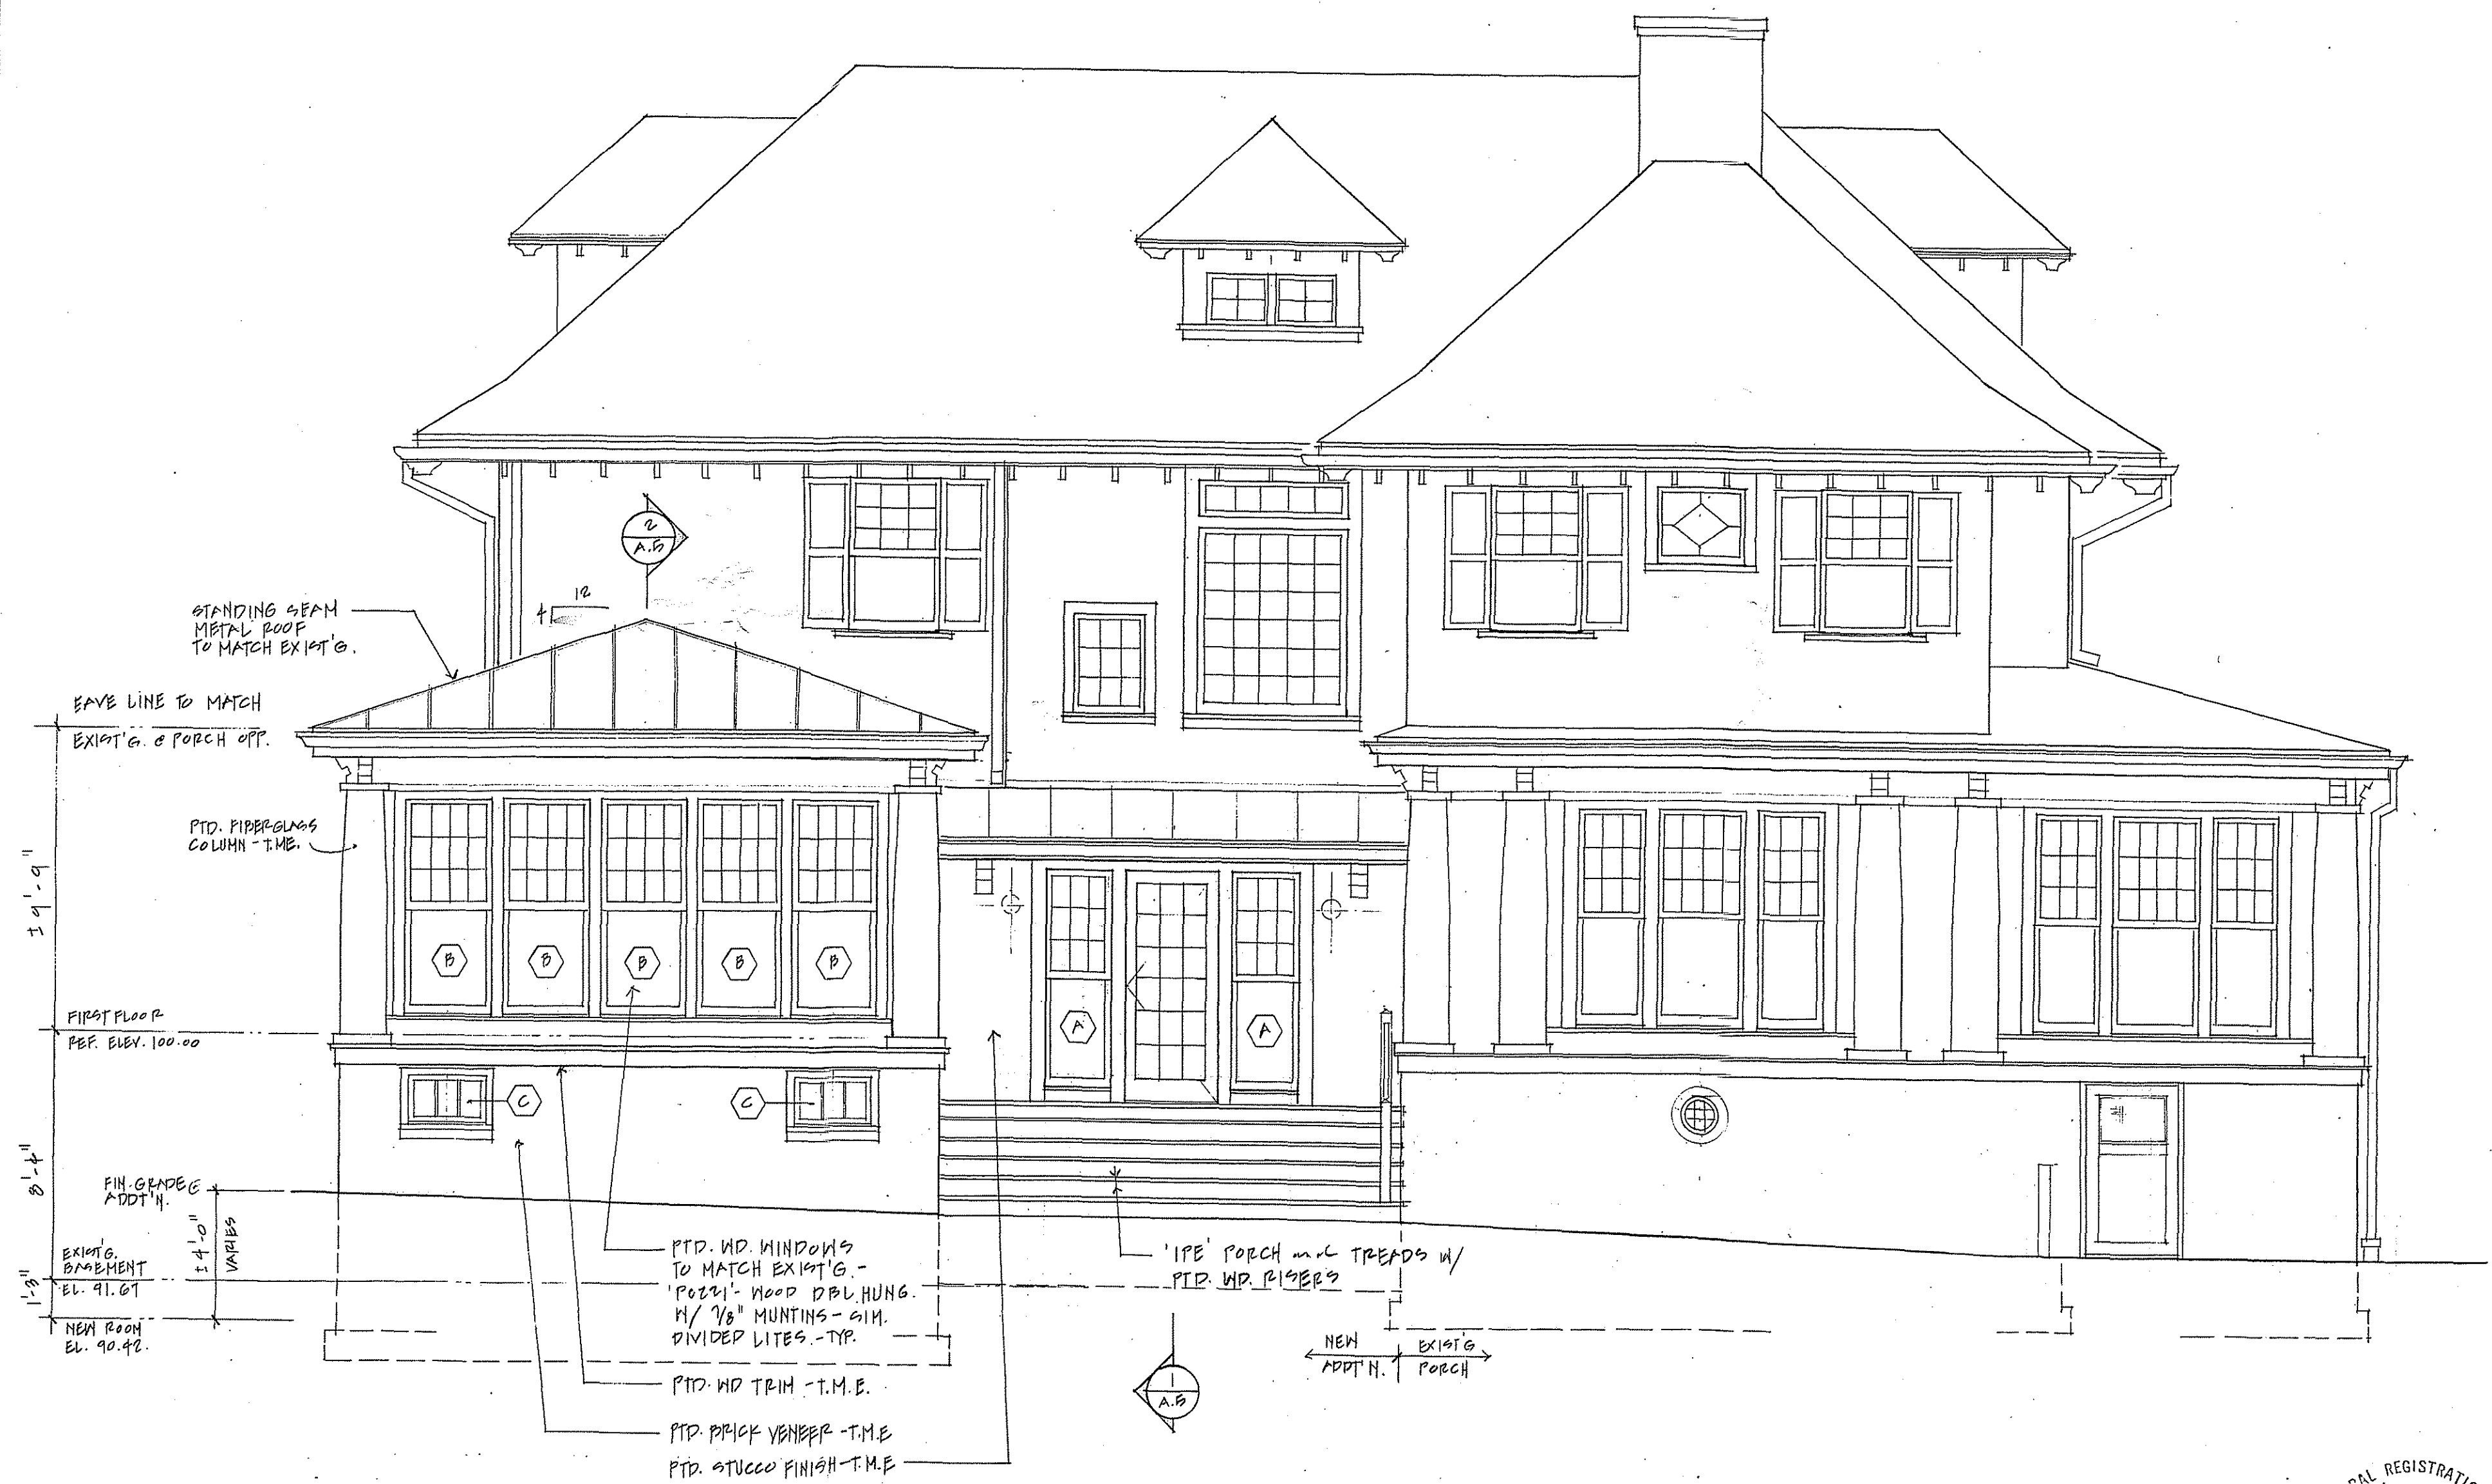 2
A.5
12
4
STANDING SEAM
METAL ROOF
TO MATCH EXIST'G.
EAVE LINE TO MATCH
EXIST'G. @ PORCH OPP.
PTD. FIBERGLASS
COLUMN - T.M.E.
±9'-9"
B
B
B
B
B
A
A
FIRST FLOOR
REF. ELEV. 100.00
C
C
8'-4"
FIN. GRADE @
ADDT'N.
±4'-0"
VARIES
EXIST'G.
BASEMENT
EL. 91.67
1'-3"
NEW ROOM
EL. 90.42.
PTD. WD. WINDOWS
TO MATCH EXIST'G. -
'POZZI' - WOOD DBL. HUNG.
W/ 7/8" MUNTINS - SIM.
DIVIDED LITES. - TYP.
'IPE' PORCH and TREADS W/
PTD. WD. RISERS
NEW
ADDT'N.
EXIST'G
PORCH
PTD. WD TRIM - T.M.E.
1
A.5
PTD. BRICK VENEER - T.M.E
PTD. STUCCO FINISH - T.M.E
REGISTRATIO